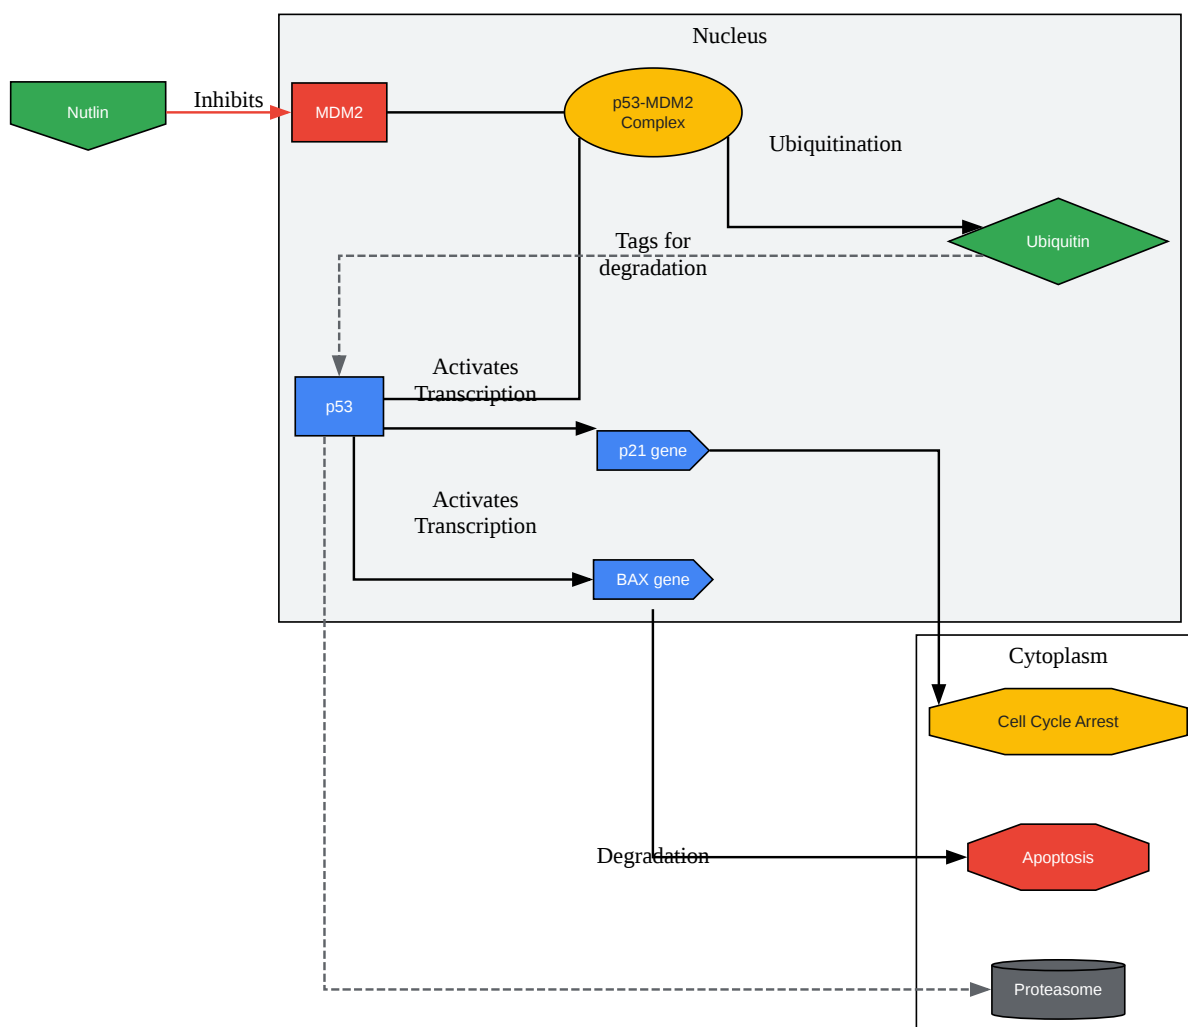 Nucleus
Nutlin
Inhibits
MDM2
p53-MDM2
Complex
Ubiquitination
Tags for
degradation
Ubiquitin
Activates
Transcription
p53
p21 gene
Activates
Transcription
BAX gene
Cytoplasm
Cell Cycle Arrest
Degradation
Apoptosis
Proteasome